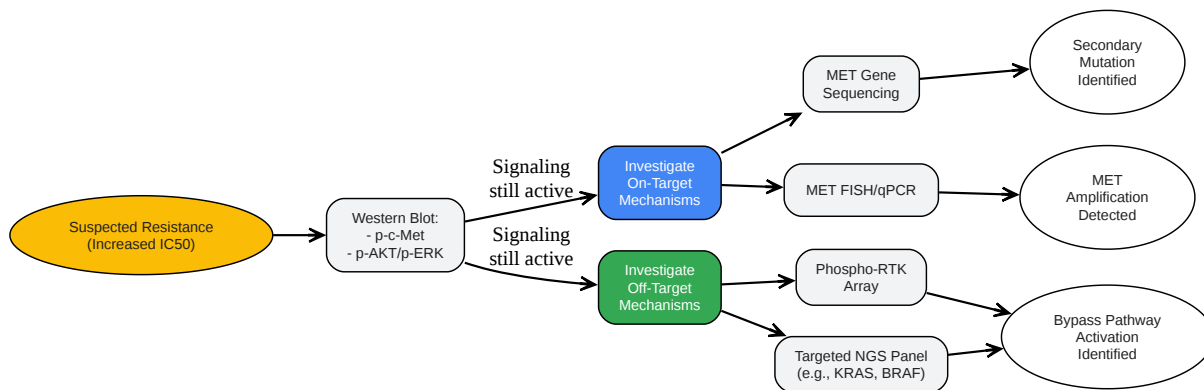 Suspected Resistance
(Increased IC50)
Western Blot:
- p-c-Met
- p-AKT/p-ERK
Signaling
still active
Signaling
still active
Investigate
On-Target
Mechanisms
Investigate
Off-Target
Mechanisms
MET Gene
Sequencing
MET FISH/qPCR
Phospho-RTK
Array
Targeted NGS Panel
(e.g., KRAS, BRAF)
Secondary
Mutation
Identified
MET
Amplification
Detected
Bypass Pathway
Activation
Identified